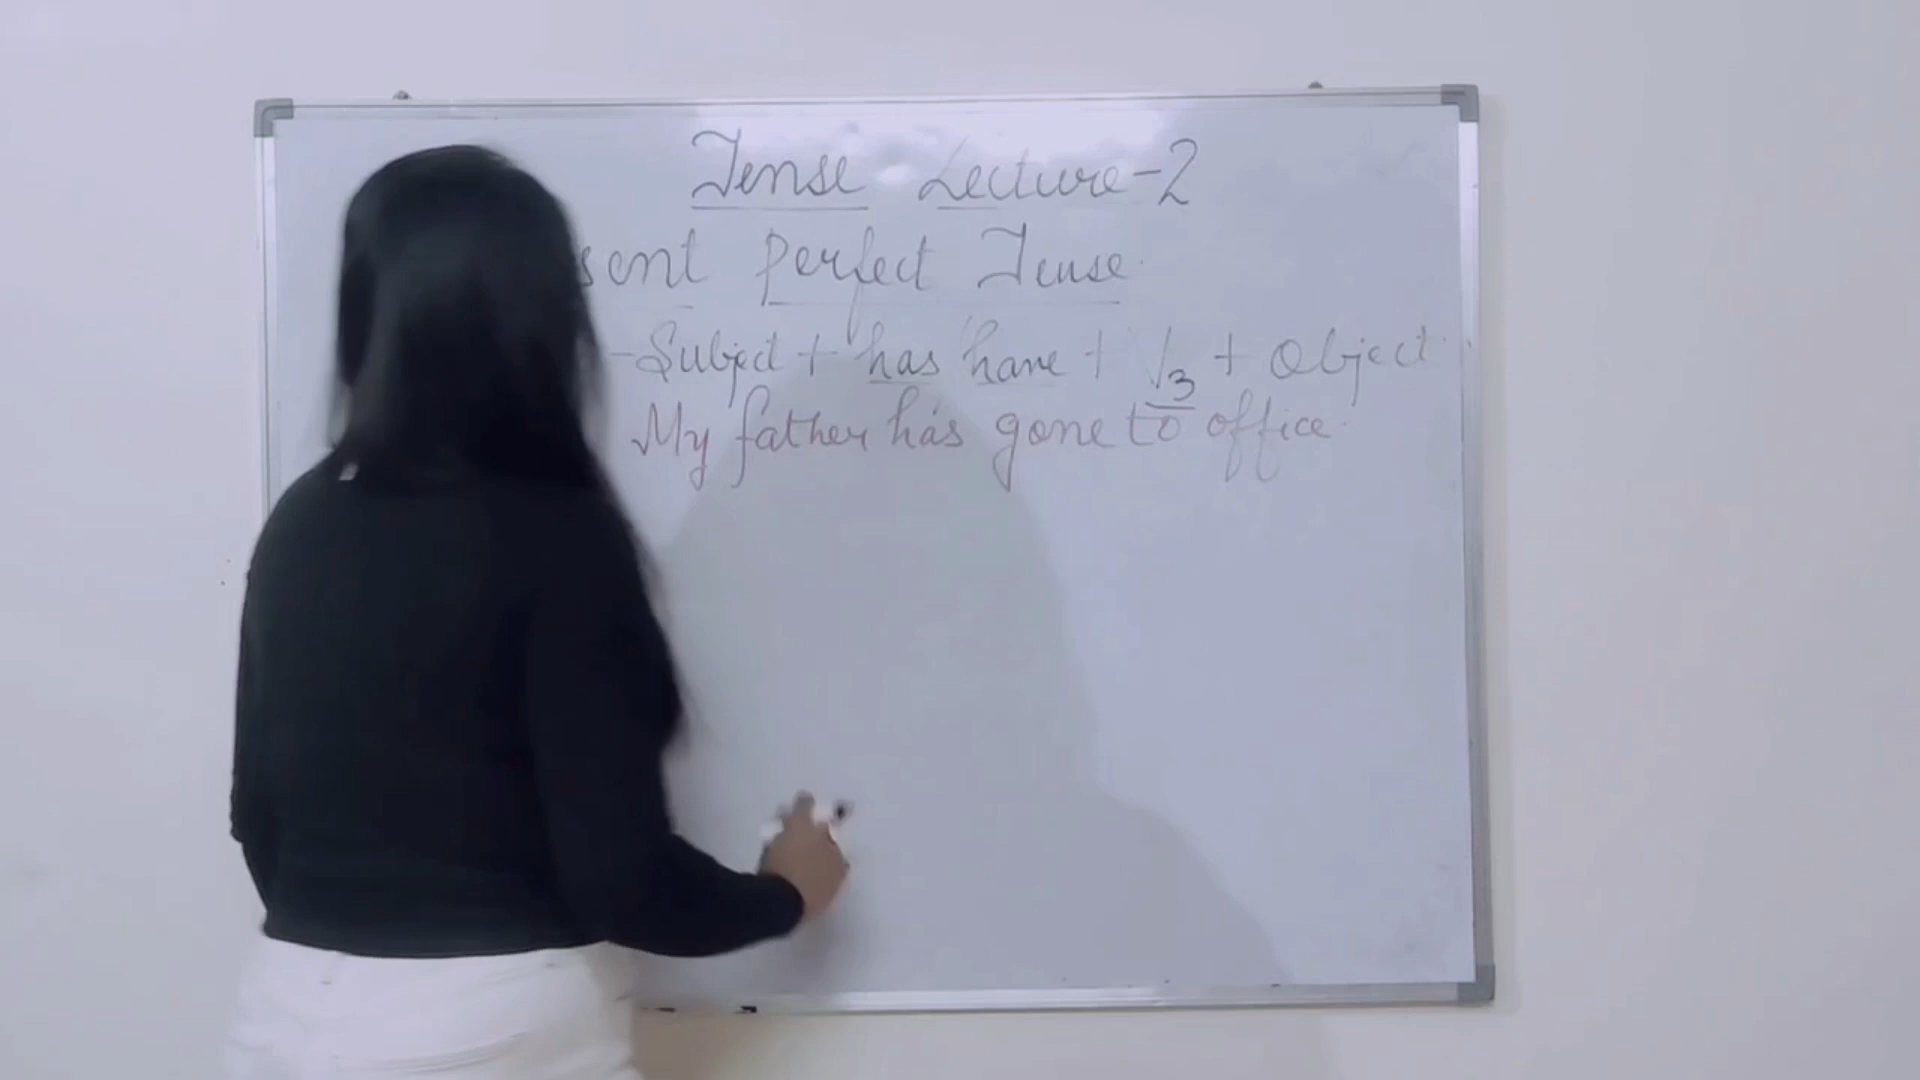 Tense Lecture-2
sent perfect Tense.
-Subject + has have + V3 + Object.
My father has gone to office.